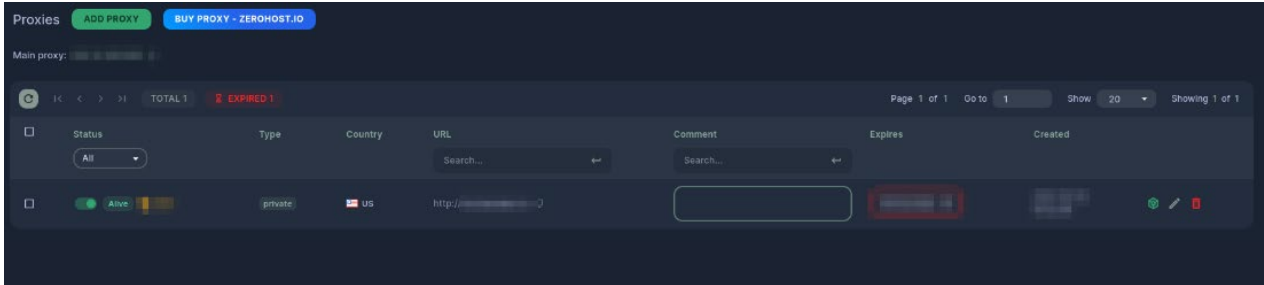 Proxies ADD PROXY BUY PROXY - ZEROHOST.IO
Main proxy:
TOTAL 1 EXPIRED 1 Page 1 of 1 Go to 1 Show 20 Showing 1 of 1
Status Type Country URL Comment Expires Created
All Search... Search...
Alive private US http://